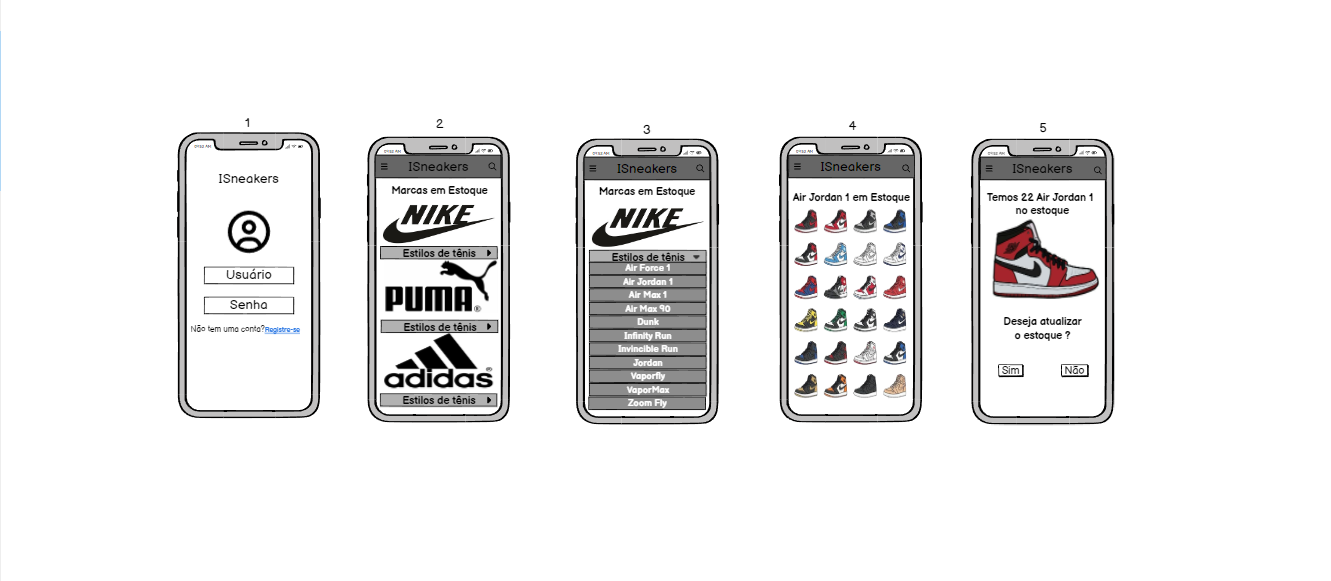 1
ISneakers
Usuário
Senha
Não tem uma conta?Registre-se
2
ISneakers
Marcas em Estoque
NIKE
Estilos de tênis
PUMA
Estilos de tênis
adidas
Estilos de tênis
3
ISneakers
Marcas em Estoque
NIKE
Estilos de tênis
Air Force 1
Air Jordan 1
Air Max 1
Air Max 90
Dunk
Infinity Run
Invincible Run
Jordan
Vaporfly
VaporMax
Zoom Fly
4
ISneakers
Air Jordan 1 em Estoque
5
ISneakers
Temos 22 Air Jordan 1
no estoque
Deseja atualizar
o estoque ?
Sim
Não